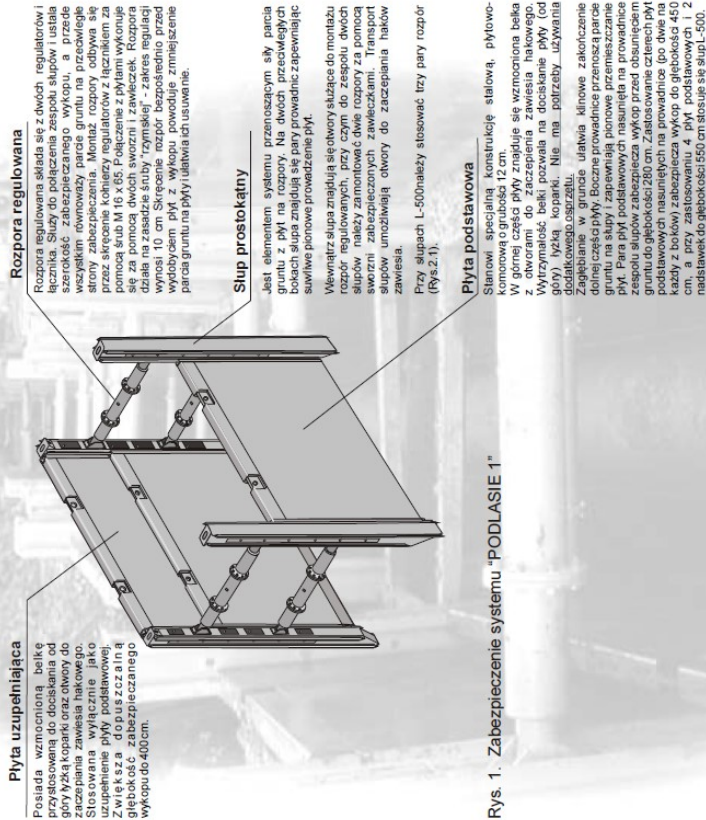 Płyta uzupełniająca
Posiada wzmocnioną belkę
przystosowaną do dociskania od
góry łyżką koparki oraz otwory do
zaczepiania zawiesia hakowego.
Stosowana wyłącznie jako
uzupełnienie płyty podstawowej.
Zwiększa dopuszczalną
głębokość zabezpieczanego
wykopu do 400cm.
Rozpora regulowana
Rozpora regulowana składa się z dwóch regulatorów i
łącznika. Służy do połączenia zespołu słupów i ustala
szerokość zabezpieczanego wykopu, a przede
wszystkim równoważy parcie gruntu na przeciwległe
strony zabezpieczenia. Montaż rozpory odbywa się
przez skręcenie kołnierzy regulatorów z łącznikiem za
pomocą śrub M 16 x 65. Połączenie z płytami wykonuje
się za pomocą dwóch sworzni i zawleczek. Rozpora
działa na zasadzie śruby "rzymskiej" - zakres regulacji
wynosi 10 cm Skręcenie rozpór bezpośrednio przed
wydobyciem płyt z wykopu powoduje zmniejszenie
parcia gruntu na płyty i ułatwia ich usuwanie.
Słup prostokątny
Jest elementem systemu przenoszącym siły parcia
gruntu z płyt na rozpory. Na dwóch przeciwległych
bokach słupa znajdują się pary prowadnic zapewniając
suwliwe pionowe prowadzenie płyt.
Wewnątrz słupa znajdują się otwory służące do montażu
rozpór regulowanych, przy czym do zespołu dwóch
słupów należy zamontować dwie rozpory za pomocą
sworzni zabezpieczonych zawleczkami. Transport
słupów umożliwiają otwory do zaczepiania haków
zawiesia.
Przy słupach L-500należy stosować trzy pary rozpór
(Rys.2.1).
Płyta podstawowa
Stanowi specjalną konstrukcję stalową, płytowo-
komorową o grubości 12 cm.
W górnej części płyty znajduje się wzmocniona belka
z otworami do zaczepienia zawiesia hakowego.
Wytrzymałość belki pozwala na dociskanie płyty (od
góry) łyżką koparki. Nie ma potrzeby używania
dodatkowego osprzętu.
Zagłębianie w gruncie ułatwia klinowe zakończenie
dolnej części płyty. Boczne prowadnice przenoszą parcie
gruntu na słupy i zapewniają pionowe przemieszczanie
płyt. Para płyt podstawowych nasunięta na prowadnice
zespołu słupów zabezpiecza wykop przed obsunięciem
gruntu do głębokości 280 cm. Zastosowanie czterech płyt
podstawowych nasuniętych na prowadnice (po dwie na
każdy z boków) zabezpiecza wykop do głębokości 450
cm, a przy zastosowaniu 4 płyt podstawowych i 2
nadstawek do głębokości 550 cm stosuje się słup L-500.
Rys. 1. Zabezpieczenie systemu "PODLASIE 1"